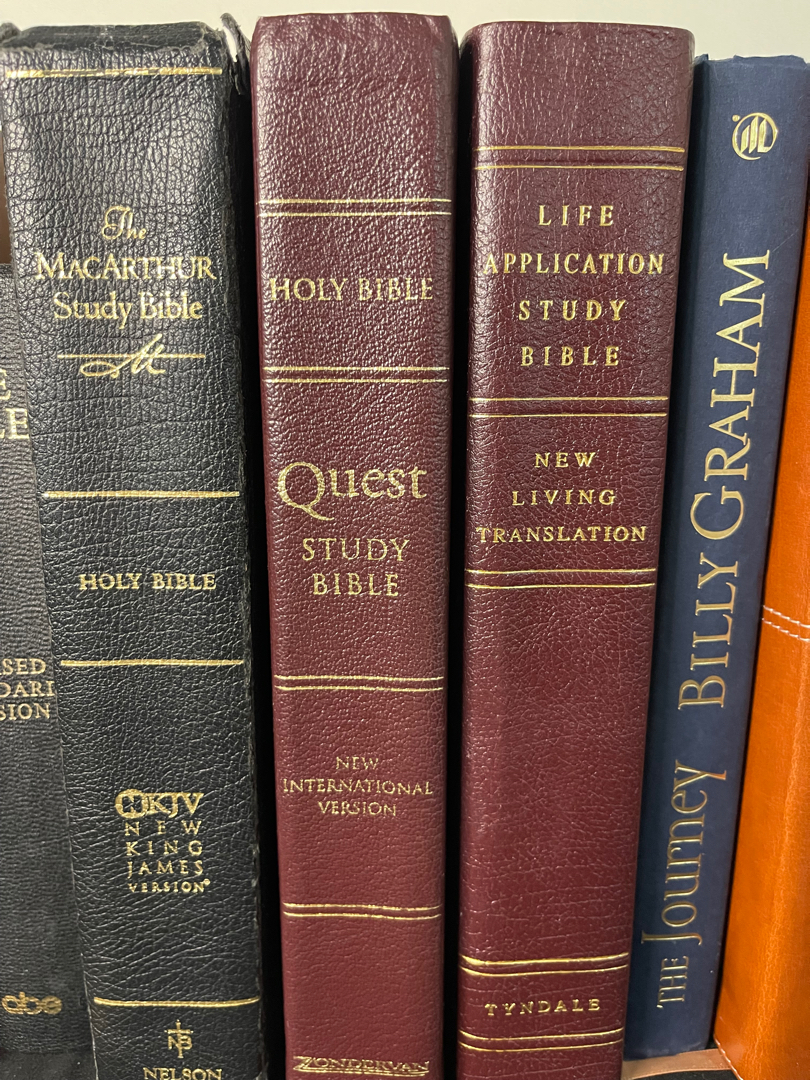 The
MACARTHUR
Study Bible
HOLY BIBLE
NKJV
NEW
KING
JAMES
VERSION®
NB
NELSON
HOLY BIBLE
Quest
STUDY
BIBLE
NEW
INTERNATIONAL
VERSION
ZONDERVAN
LIFE
APPLICATION
STUDY
BIBLE
NEW
LIVING
TRANSLATION
TYNDALE
THE Journey BILLY GRAHAM